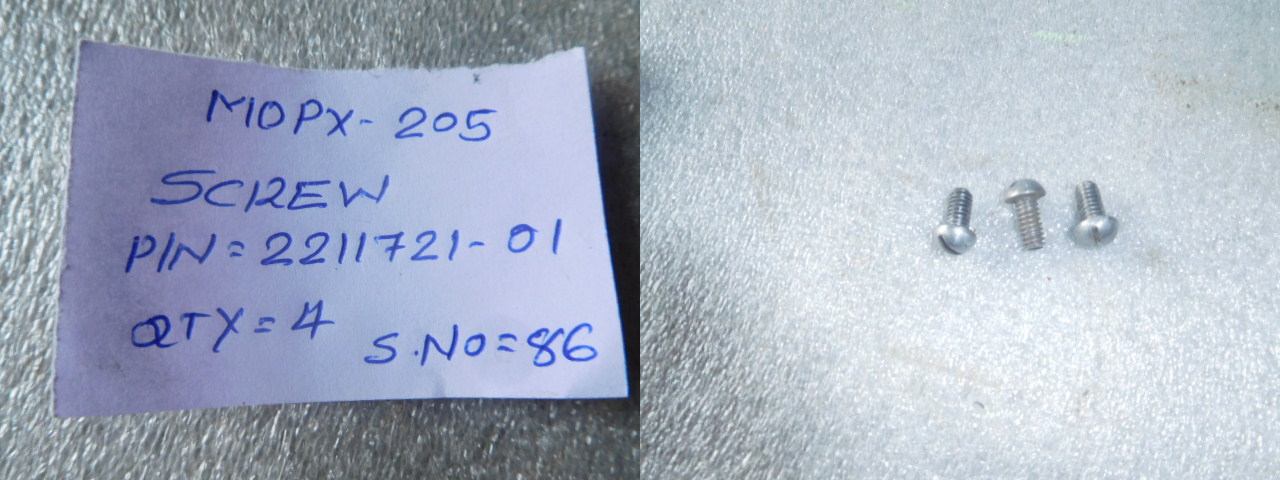 MOPX-205
SCREW
P/N=2211721-01
QTY=4
S.NO=86